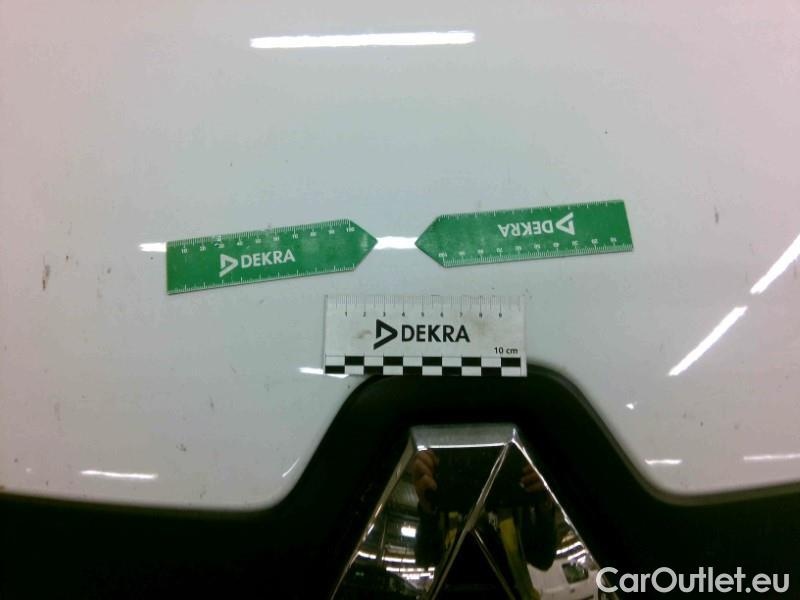 DEKRA
DEKRA
1 2 3 4 5 6 7 8 9
DEKRA
10 cm
CarOutlet.eu